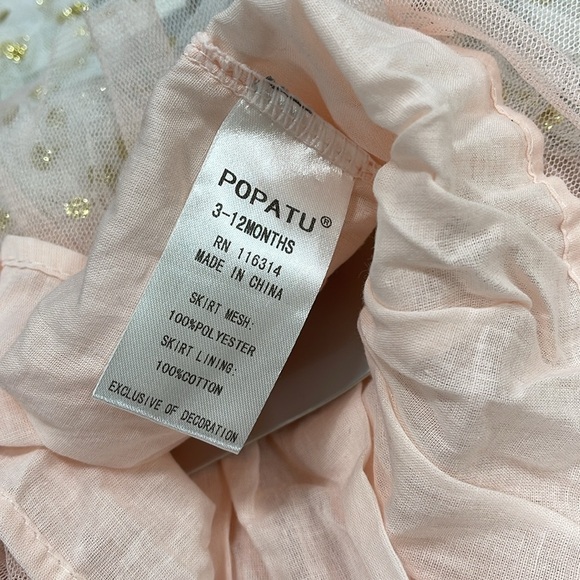 POPATU®
3-12MONTHS
RN 116314
MADE IN CHINA
SKIRT MESH:
100%POLYESTER
SKIRT LINING:
100%COTTON
EXCLUSIVE OF DECORATION